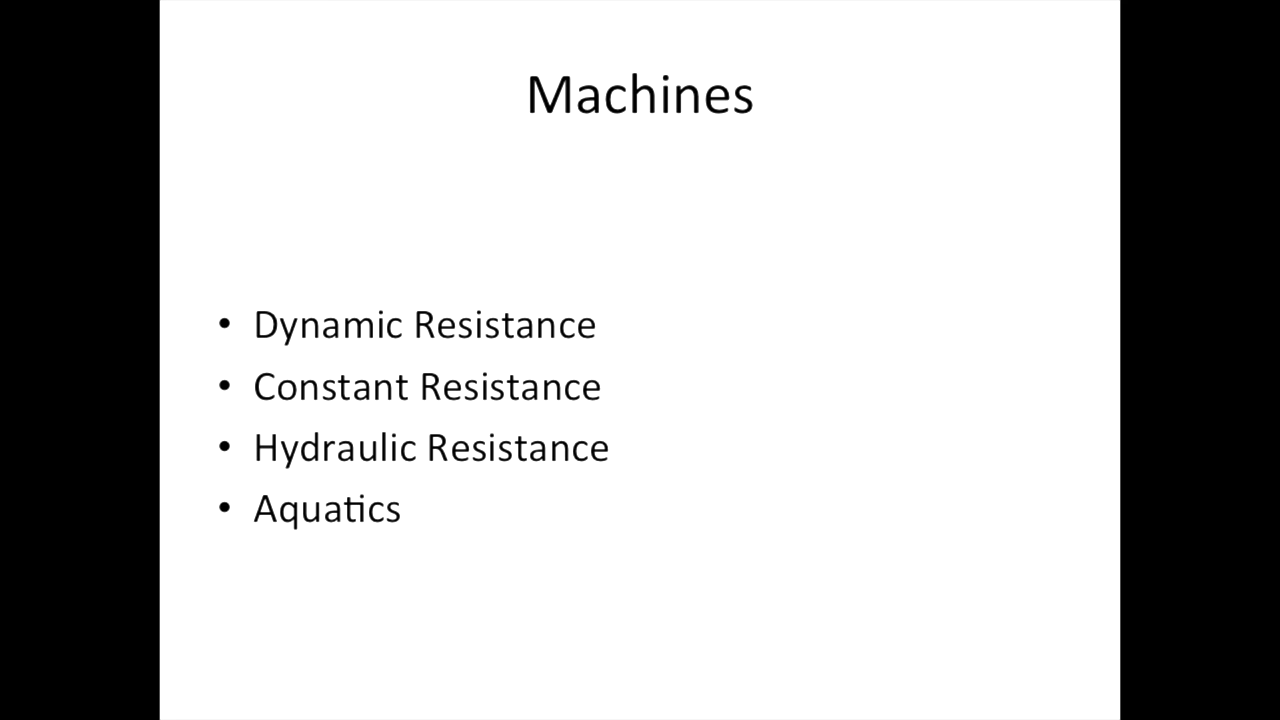 Machines
• Dynamic Resistance
• Constant Resistance
• Hydraulic Resistance
• Aquatics